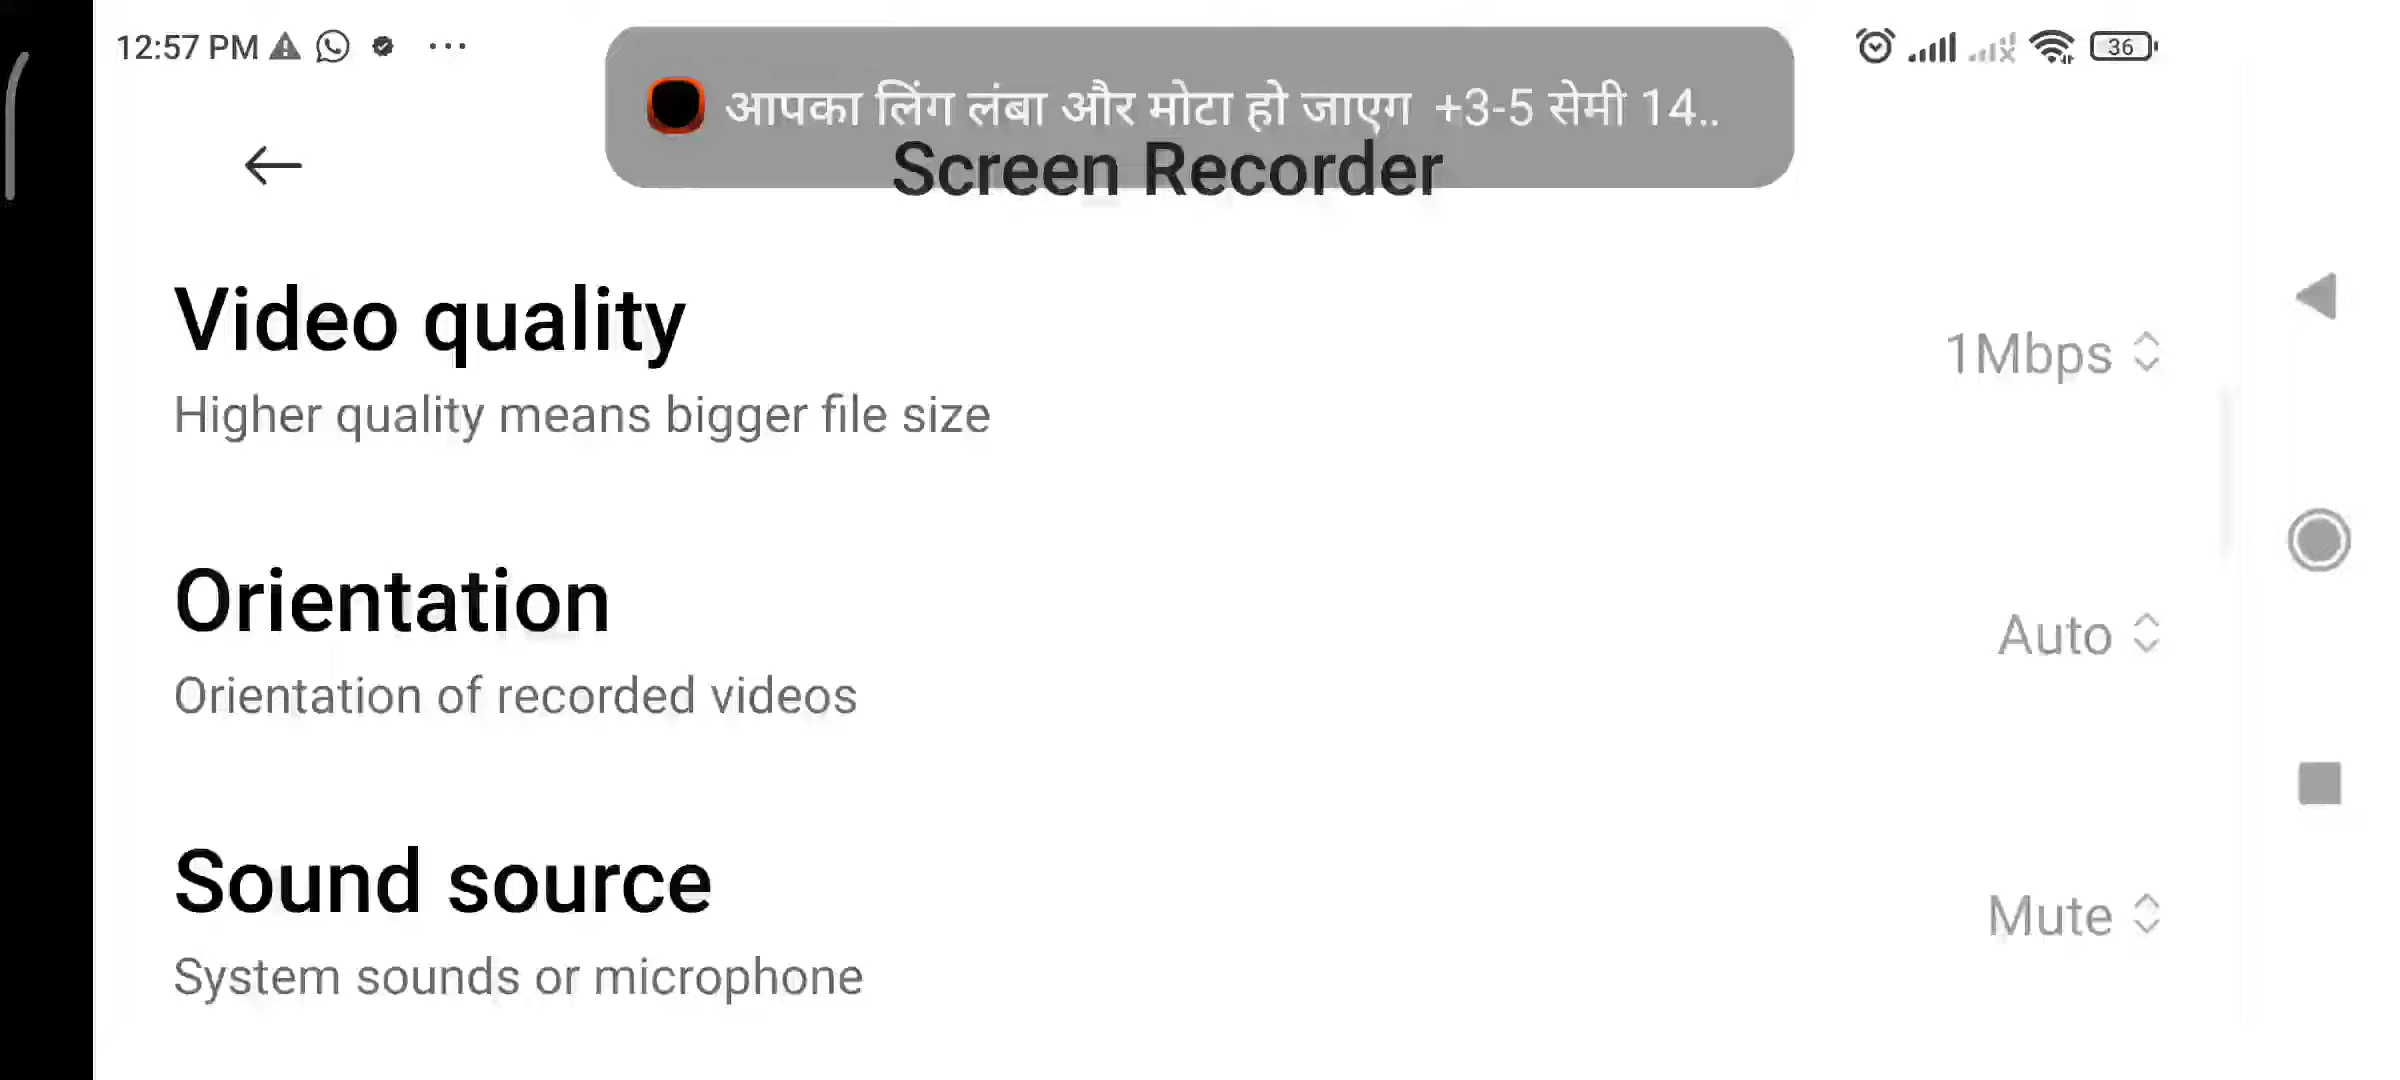 12:57 PM
36
आपका लिंग लंबा और मोटा हो जाएग +3-5 सेमी 14..
Screen Recorder
Video quality
1Mbps
Higher quality means bigger file size
Orientation
Auto
Orientation of recorded videos
Sound source
Mute
System sounds or microphone